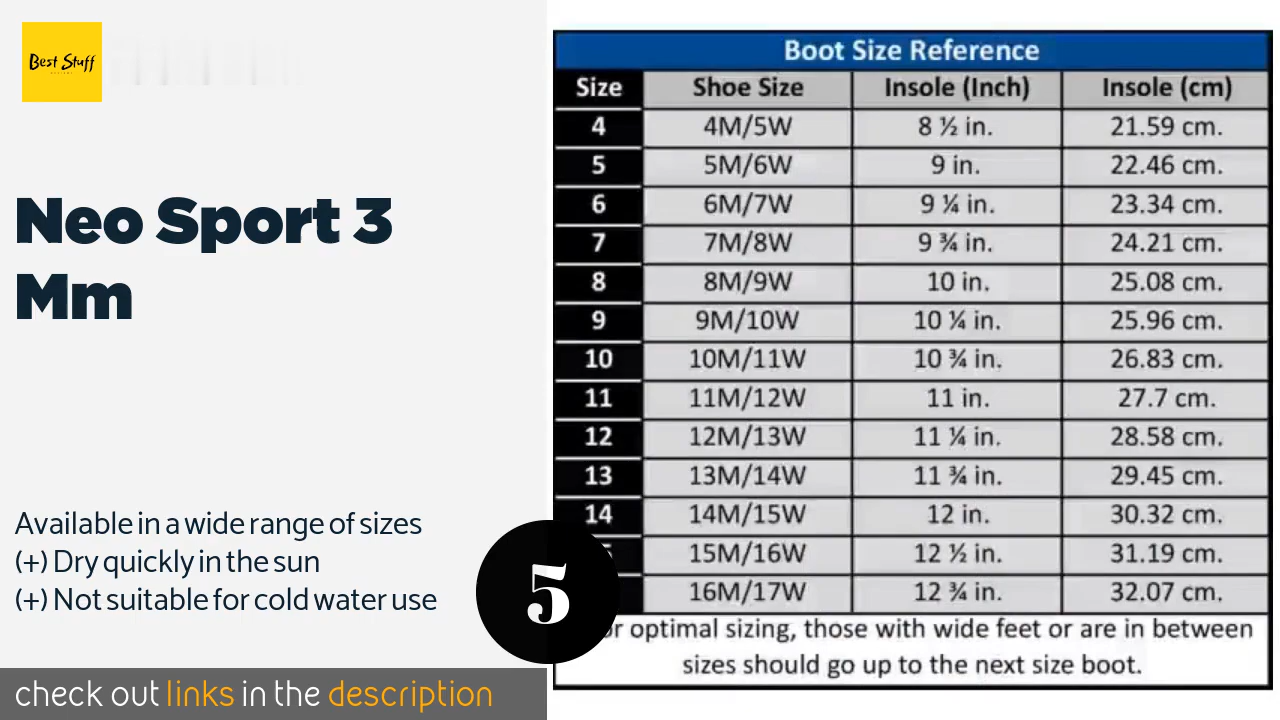 Best Stuff
Neo Sport 3
Mm
Available in a wide range of sizes
(+) Dry quickly in the sun
(+) Not suitable for cold water use
5
check out links in the description
Boot Size Reference
Size Shoe Size Insole (Inch) Insole (cm)
4 4M/5W 8 ½ in. 21.59 cm.
5 5M/6W 9 in. 22.46 cm.
6 6M/7W 9 ¼ in. 23.34 cm.
7 7M/8W 9 ¾ in. 24.21 cm.
8 8M/9W 10 in. 25.08 cm.
9 9M/10W 10 ¼ in. 25.96 cm.
10 10M/11W 10 ¾ in. 26.83 cm.
11 11M/12W 11 in. 27.7 cm.
12 12M/13W 11 ¼ in. 28.58 cm.
13 13M/14W 11 ¾ in. 29.45 cm.
14 14M/15W 12 in. 30.32 cm.
15M/16W 12 ½ in. 31.19 cm.
16M/17W 12 ¾ in. 32.07 cm.
optimal sizing, those with wide feet or are in between
sizes should go up to the next size boot.